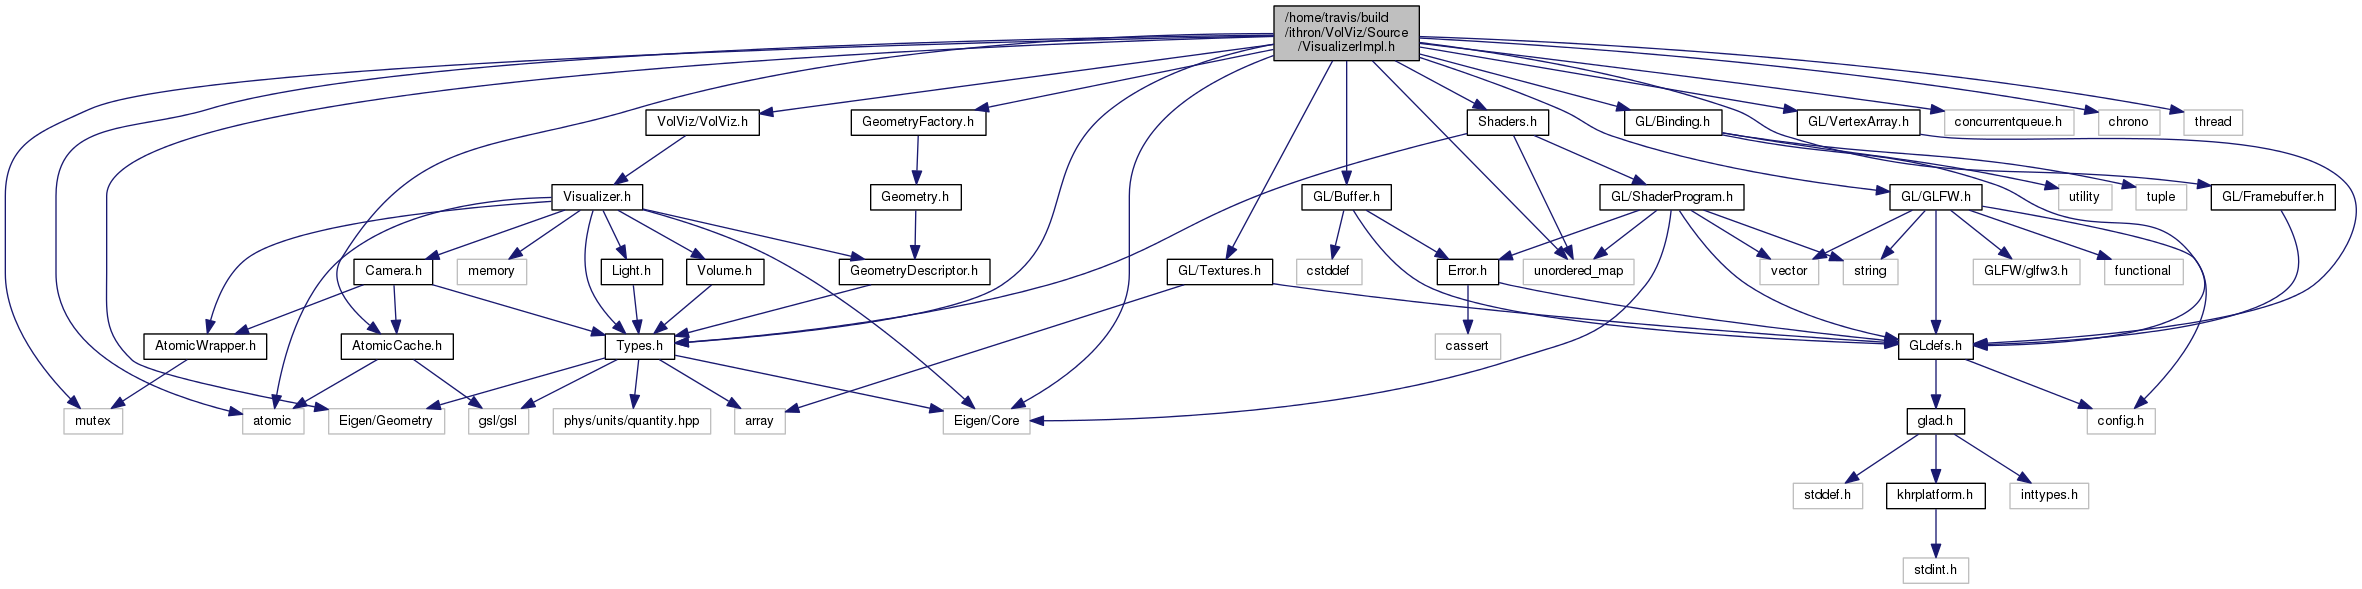 /home/travis/build
/ithron/VolViz/Source
/VisualizerImpl.h
VolViz/VolViz.h
GeometryFactory.h
Shaders.h
GL/Binding.h
GL/VertexArray.h
concurrentqueue.h
chrono
thread
Visualizer.h
Geometry.h
GL/Buffer.h
GL/ShaderProgram.h
GL/GLFW.h
utility
tuple
GL/Framebuffer.h
Camera.h
memory
Light.h
Volume.h
GeometryDescriptor.h
GL/Textures.h
cstddef
Error.h
unordered_map
vector
string
GLFW/glfw3.h
functional
AtomicWrapper.h
AtomicCache.h
Types.h
cassert
GLdefs.h
mutex
atomic
Eigen/Geometry
gsl/gsl
phys/units/quantity.hpp
array
Eigen/Core
glad.h
config.h
stddef.h
khrplatform.h
inttypes.h
stdint.h